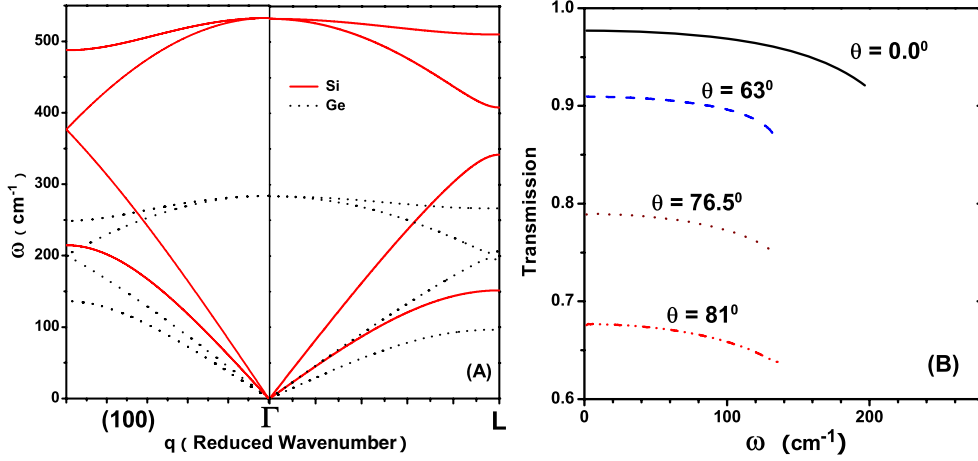 500
400
300
200
100
0
ω ( cm-1)
Si
Ge
(A)
(100)
Γ
L
q ( Reduced Wavenumber)
1.0
0.9
0.8
0.7
0.6
Transmission
θ = 0.0⁰
θ = 63⁰
θ = 76.5⁰
θ = 81⁰
(B)
0
100
200
ω (cm-1)